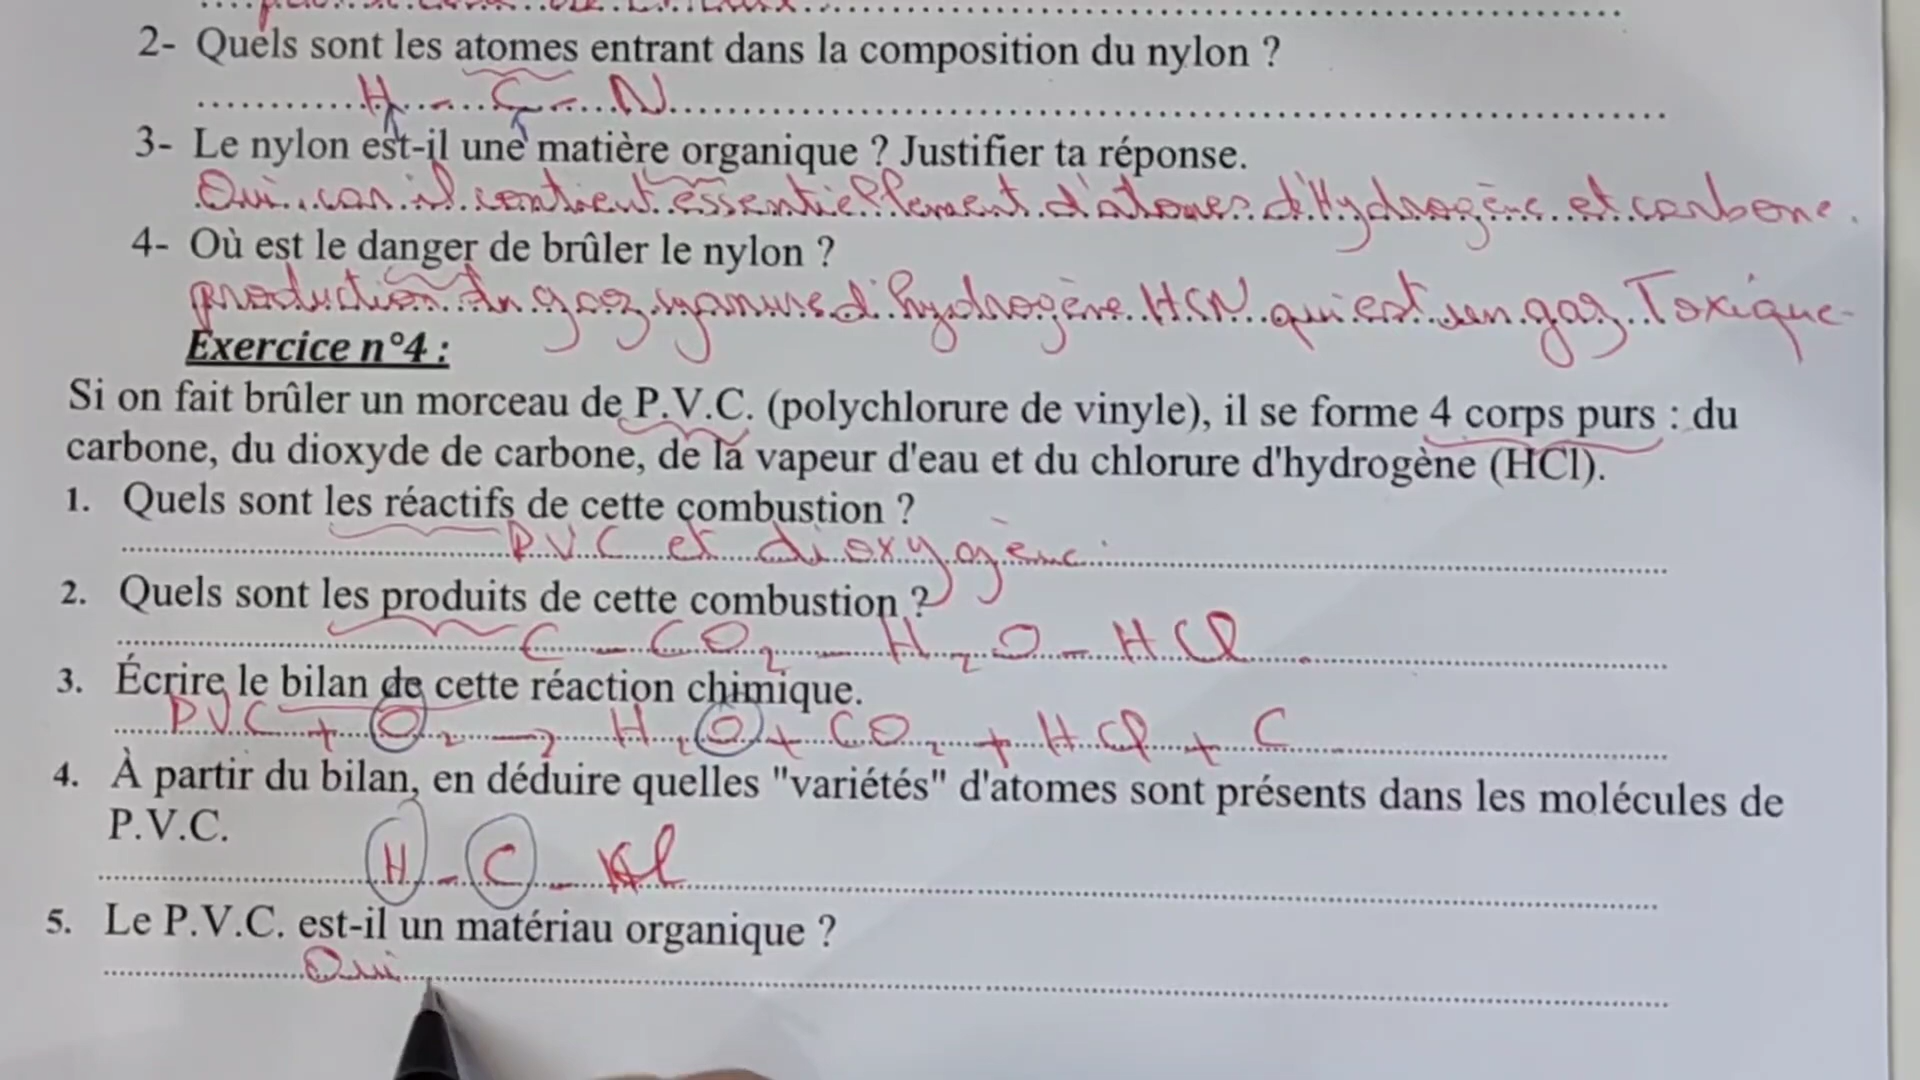 2- Quels sont les atomes entrant dans la composition du nylon ?
H - C - N
3- Le nylon est-il une matière organique ? Justifier ta réponse.
Oui, car il contient essentiellement d'atomes d'Hydrogène et carbone.
4- Où est le danger de brûler le nylon ?
production du gaz syanure d'hydrogène HCN qui est un gaz Toxique
Exercice n°4 :
Si on fait brûler un morceau de P.V.C. (polychlorure de vinyle), il se forme 4 corps purs : du
carbone, du dioxyde de carbone, de la vapeur d'eau et du chlorure d'hydrogène (HCl).
1. Quels sont les réactifs de cette combustion ?
P.V.C et dioxygène
2. Quels sont les produits de cette combustion ?
C - CO₂ - H₂O - HCl
3. Écrire le bilan de cette réaction chimique.
P.V.C + O₂ → H₂O + CO₂ + HCl + C
4. À partir du bilan, en déduire quelles "variétés" d'atomes sont présents dans les molécules de
P.V.C.
H - C - Cl
5. Le P.V.C. est-il un matériau organique ?
Oui